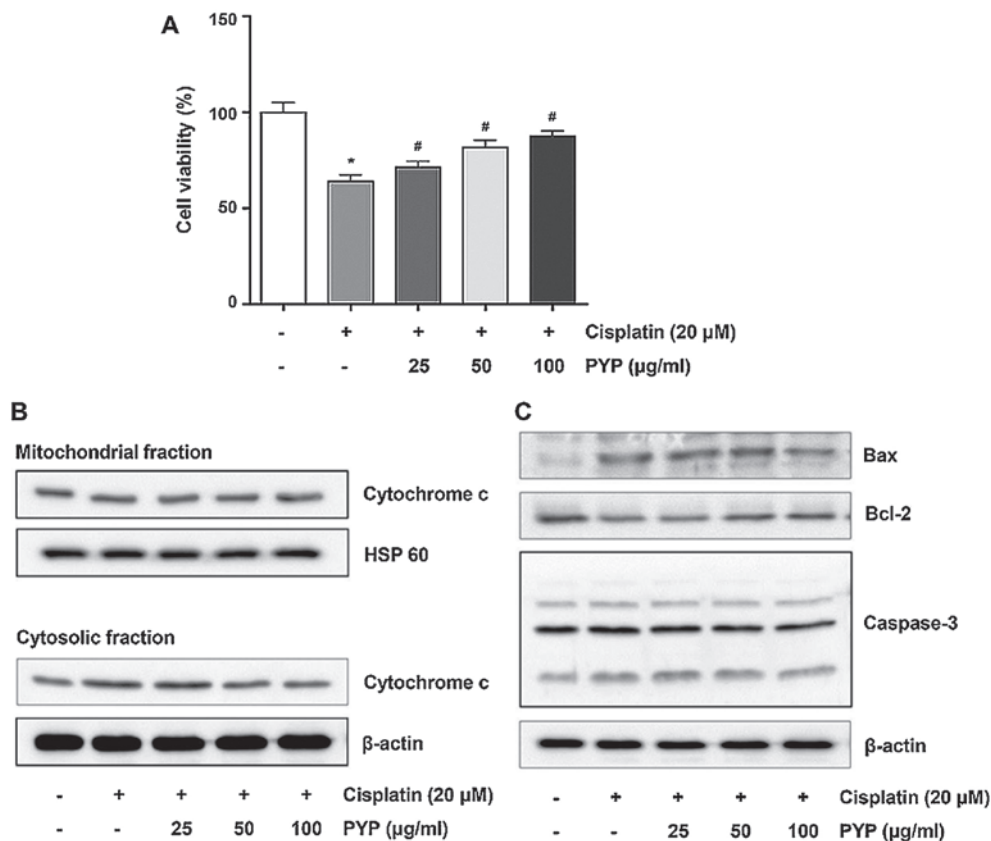 A
150
100
50
0
Cell viability (%)
*
#
#
#
- + + + + Cisplatin (20 µM)
- - 25 50 100 PYP (µg/ml)
B
Mitochondrial fraction
Cytochrome c
HSP 60
Cytosolic fraction
Cytochrome c
β-actin
- + + + + Cisplatin (20 µM)
- - 25 50 100 PYP (µg/ml)
C
Bax
Bcl-2
Caspase-3
β-actin
- + + + + Cisplatin (20 µM)
- - 25 50 100 PYP (µg/ml)